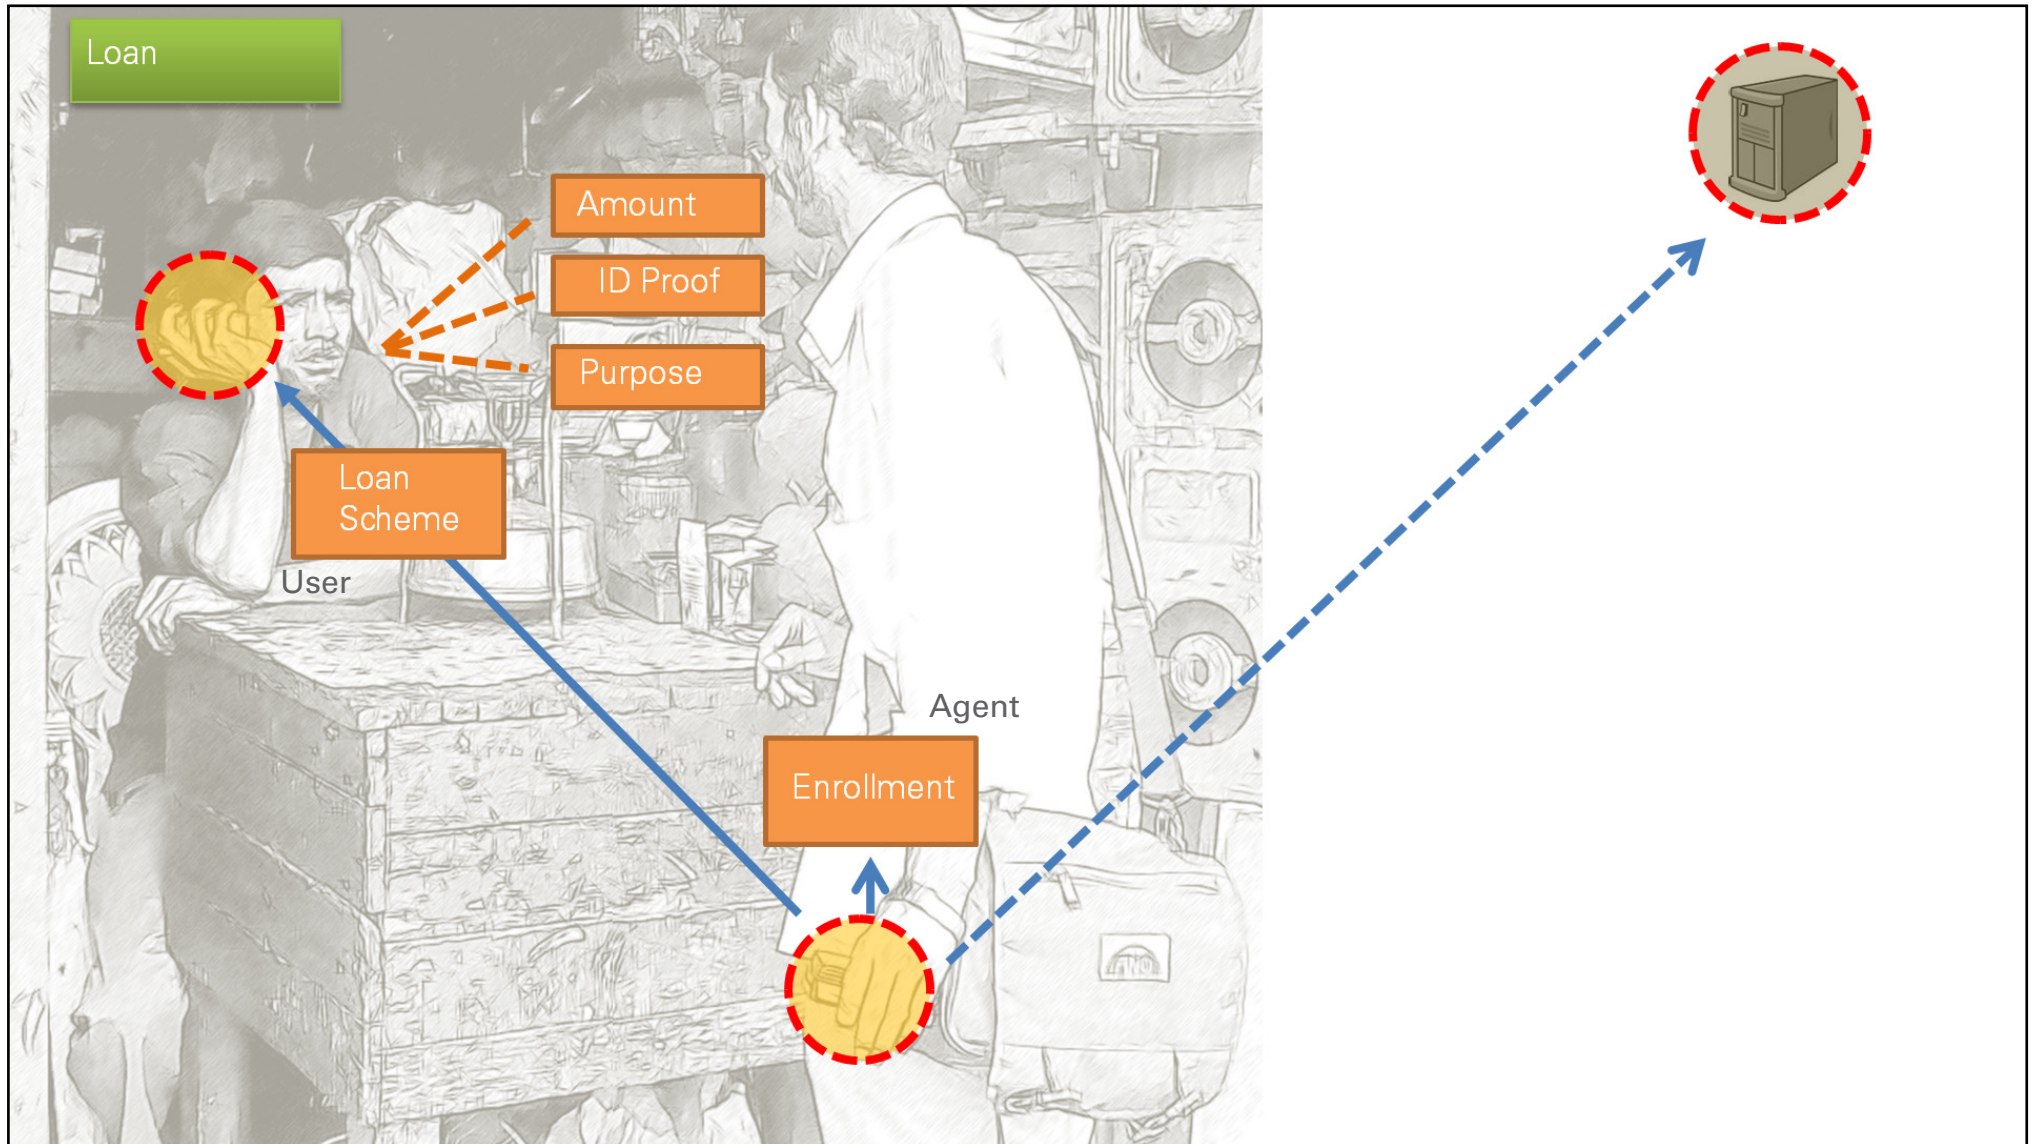 Loan
Amount
ID Proof
Purpose
Loan
Scheme
User
Agent
Enrollment